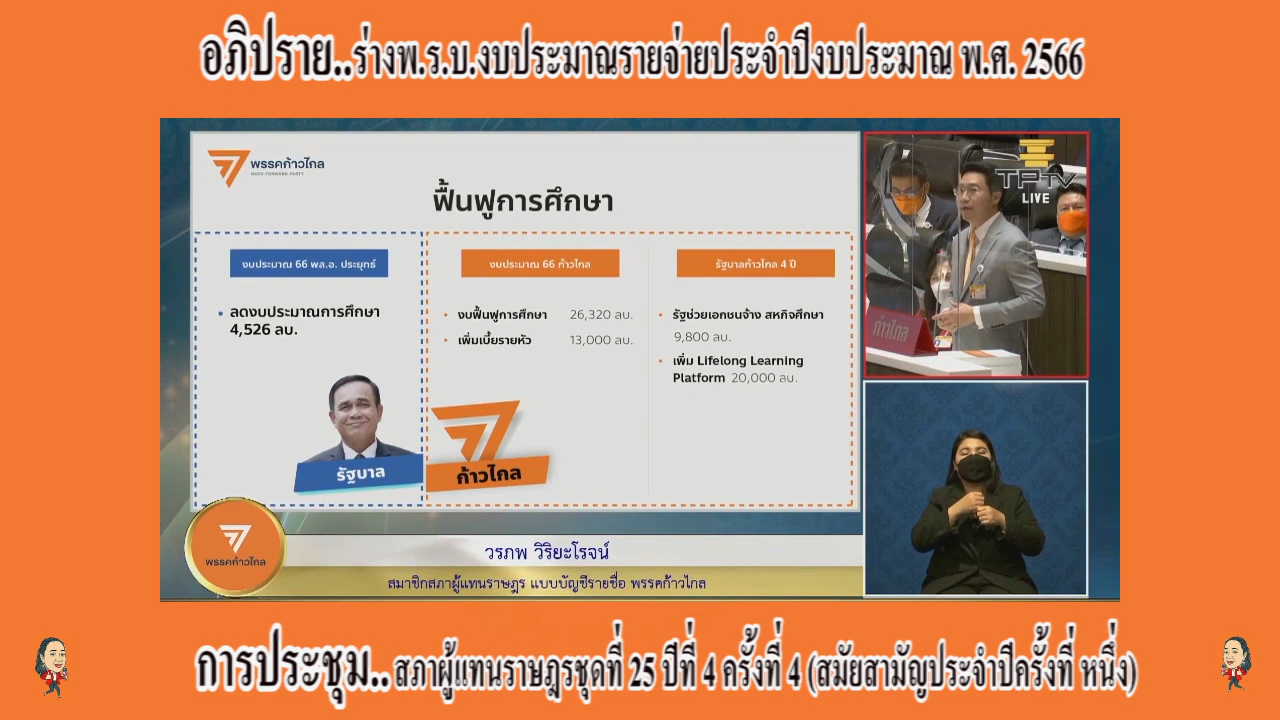 อภิปราย..ร่างพ.ร.บ.งบประมาณรายจ่ายประจำปีงบประมาณ พ.ศ. 2566
พรรคก้าวไกล
MOVE FORWARD PARTY
ฟื้นฟูการศึกษา
งบประมาณ 66 พล.อ. ประยุทธ์
• ลดงบประมาณการศึกษา
4,526 ลบ.
รัฐบาล
งบประมาณ 66 ก้าวไกล
• งบฟื้นฟูการศึกษา 26,320 ลบ.
• เพิ่มเบี้ยรายหัว 13,000 ลบ.
ก้าวไกล
รัฐบาลก้าวไกล 4 ปี
• รัฐช่วยเอกชนจ้าง สหกิจศึกษา
9,800 ลบ.
• เพิ่ม Lifelong Learning
Platform 20,000 ลบ.
TPTV
LIVE
ก้าวไกล
พรรคก้าวไกล
วรภพ วิริยะโรจน์
สมาชิกสภาผู้แทนราษฎร แบบบัญชีรายชื่อ พรรคก้าวไกล
การประชุม.. สภาผู้แทนราษฎรชุดที่ 25 ปีที่ 4 ครั้งที่ 4 (สมัยสามัญประจำปีครั้งที่ หนึ่ง)